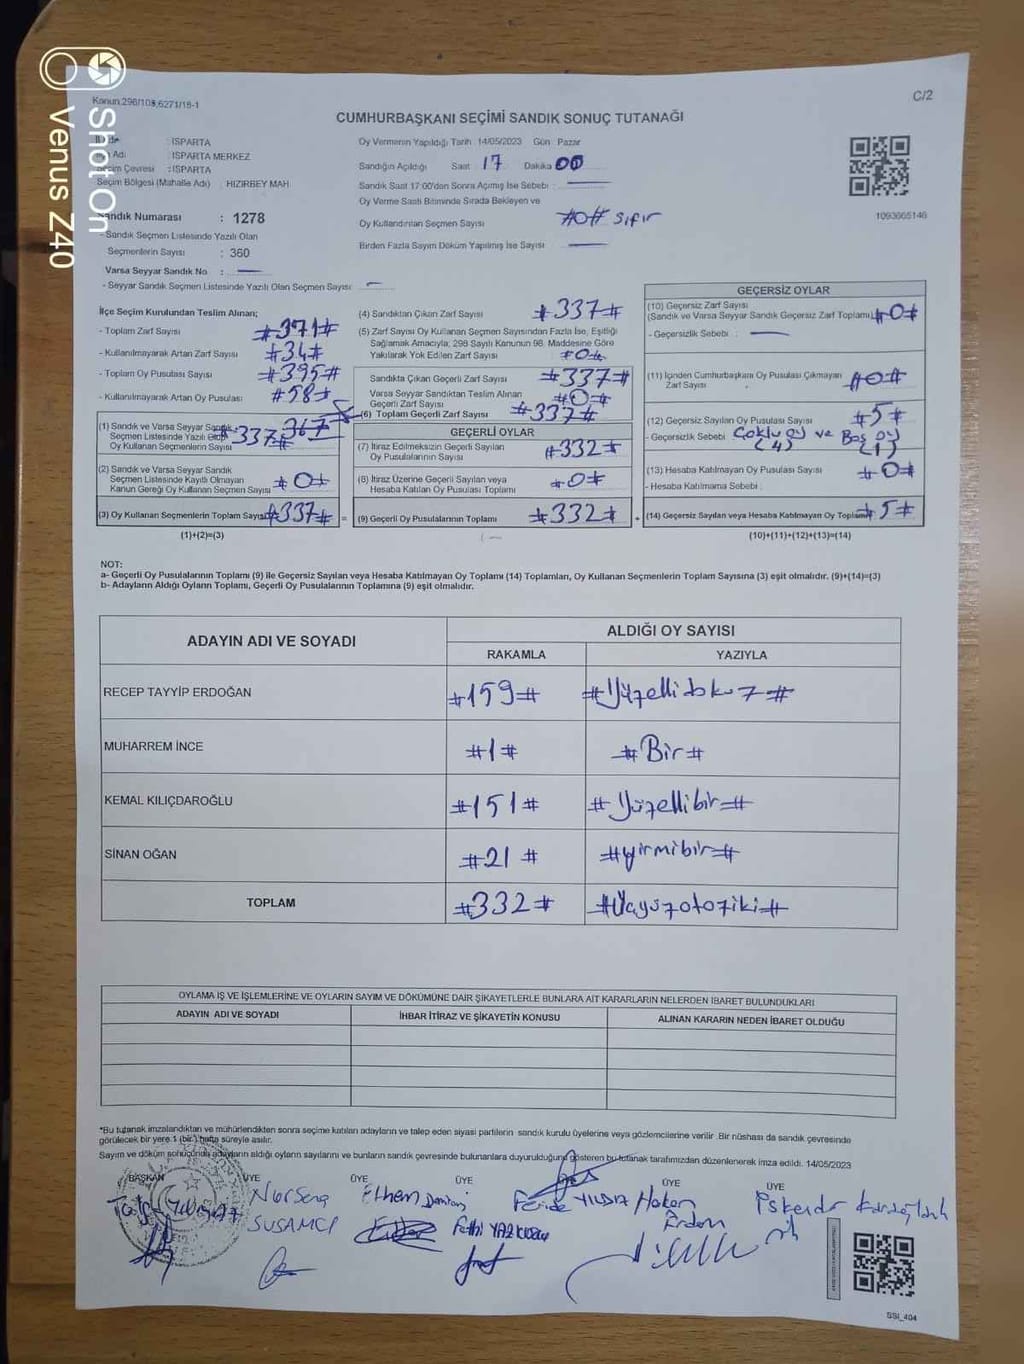 Shot On
Venus Z40
Kanun.298/105,6271/18-1
C/2
CUMHURBAŞKANI SEÇİMİ SANDIK SONUÇ TUTANAĞI
: ISPARTA
Adı : ISPARTA MERKEZ
Seçim Çevresi : ISPARTA
Seçim Bölgesi (Mahalle Adı) : HIZIRBEY MAH.
Sandık Numarası : 1278
- Sandık Seçmen Listesinde Yazılı Olan
Seçmenlerin Sayısı : 360
Varsa Seyyar Sandık No : —
- Seyyar Sandık Seçmen Listesinde Yazılı Olan Seçmen Sayısı : —
Oy Vermenin Yapıldığı Tarih 14/05/2023 Gün Pazar
Sandığın Açıldığı Saat 17 Dakika 00
Sandık Saat 17:00'den Sonra Açılmış İse Sebebi : —
Oy Verme Saati Bitiminde Sırada Bekleyen ve
Oy Kullandırılan Seçmen Sayısı #0# Sıfır
Birden Fazla Sayım Döküm Yapılmış İse Sayısı —
1093665146
İlçe Seçim Kurulundan Teslim Alınan;
- Toplam Zarf Sayısı #371#
- Kullanılmayarak Artan Zarf Sayısı #34#
- Toplam Oy Pusulası Sayısı #395#
- Kullanılmayarak Artan Oy Pusulası #58#
(1) Sandık ve Varsa Seyyar Sandık
Seçmen Listesinde Yazılı Olup
Oy Kullanan Seçmenlerin Sayısı #337# 367
(2) Sandık ve Varsa Seyyar Sandık
Seçmen Listesinde Kayıtlı Olmayan
Kanun Gereği Oy Kullanan Seçmen Sayısı #0#
(3) Oy Kullanan Seçmenlerin Toplam Sayısı #337# =
(1)+(2)=(3)
(4) Sandıktan Çıkan Zarf Sayısı #337#
(5) Zarf Sayısı Oy Kullanan Seçmen Sayısından Fazla İse, Eşitliği
Sağlamak Amacıyla; 298 Sayılı Kanunun 98. Maddesine Göre
Yakılarak Yok Edilen Zarf Sayısı #0#
Sandıkta Çıkan Geçerli Zarf Sayısı #337#
Varsa Seyyar Sandıktan Teslim Alınan
Geçerli Zarf Sayısı #0#
(6) Toplam Geçerli Zarf Sayısı #337#
GEÇERLİ OYLAR
(7) İtiraz Edilmeksizin Geçerli Sayılan
Oy Pusulalarının Sayısı #332#
(8) İtiraz Üzerine Geçerli Sayılan veya
Hesaba Katılan Oy Pusulası Toplamı #0#
(9) Geçerli Oy Pusulalarının Toplamı #332# +
GEÇERSİZ OYLAR
(10) Geçersiz Zarf Sayısı
(Sandık ve Varsa Seyyar Sandık Geçersiz Zarf Toplamı) #0#
- Geçersizlik Sebebi : —
(11) İçinden Cumhurbaşkanı Oy Pusulası Çıkmayan
Zarf Sayısı #0#
(12) Geçersiz Sayılan Oy Pusulası Sayısı #5#
- Geçersizlik Sebebi Çoklu oy ve Boş oy
(4) (1)
(13) Hesaba Katılmayan Oy Pusulası Sayısı #0#
- Hesaba Katılmama Sebebi :
(14) Geçersiz Sayılan veya Hesaba Katılmayan Oy Toplamı #5#
(10)+(11)+(12)+(13)=(14)
NOT:
a- Geçerli Oy Pusulalarının Toplamı (9) ile Geçersiz Sayılan veya Hesaba Katılmayan Oy Toplamı (14) Toplamları, Oy Kullanan Seçmenlerin Toplam Sayısına (3) eşit olmalıdır. (9)+(14)=(3)
b- Adayların Aldığı Oyların Toplamı, Geçerli Oy Pusulalarının Toplamına (9) eşit olmalıdır.
ADAYIN ADI VE SOYADI
ALDIĞI OY SAYISI
RAKAMLA YAZIYLA
RECEP TAYYİP ERDOĞAN #159# #Yüzellidokuz#
MUHARREM İNCE #1# #Bir#
KEMAL KILIÇDAROĞLU #151# #Yüzellibir#
SİNAN OĞAN #21# #yirmibir#
TOPLAM #332# #Üçyüzotuziki#
OYLAMA İŞ VE İŞLEMLERİNE VE OYLARIN SAYIM VE DÖKÜMÜNE DAİR ŞİKAYETLERLE BUNLARA AİT KARARLARIN NELERDEN İBARET BULUNDUKLARI
ADAYIN ADI VE SOYADI İHBAR İTİRAZ VE ŞİKAYETİN KONUSU ALINAN KARARIN NEDEN İBARET OLDUĞU
*Bu tutanak imzalandıktan ve mühürlendikten sonra seçime katılan adayların ve talep eden siyasi partilerin sandık kurulu üyelerine veya gözlemcilerine verilir. Bir nüshası da sandık çevresinde
görülecek bir yere 1 (bir) hafta süreyle asılır.
Sayım ve döküm sonucunda adayların aldığı oyların sayılarını ve bunların sandık çevresinde bulunanlara duyurulduğunu gösteren bu tutanak tarafımızdan düzenlenerek imza edildi. 14/05/2023
BAŞKAN ÜYE ÜYE ÜYE ÜYE ÜYE
Nurseng SUSAMCI
Ethem
Fethi
Feride YILDIZ
Hakan Erdem
İskender Karaoğlanlı
SSİ_404